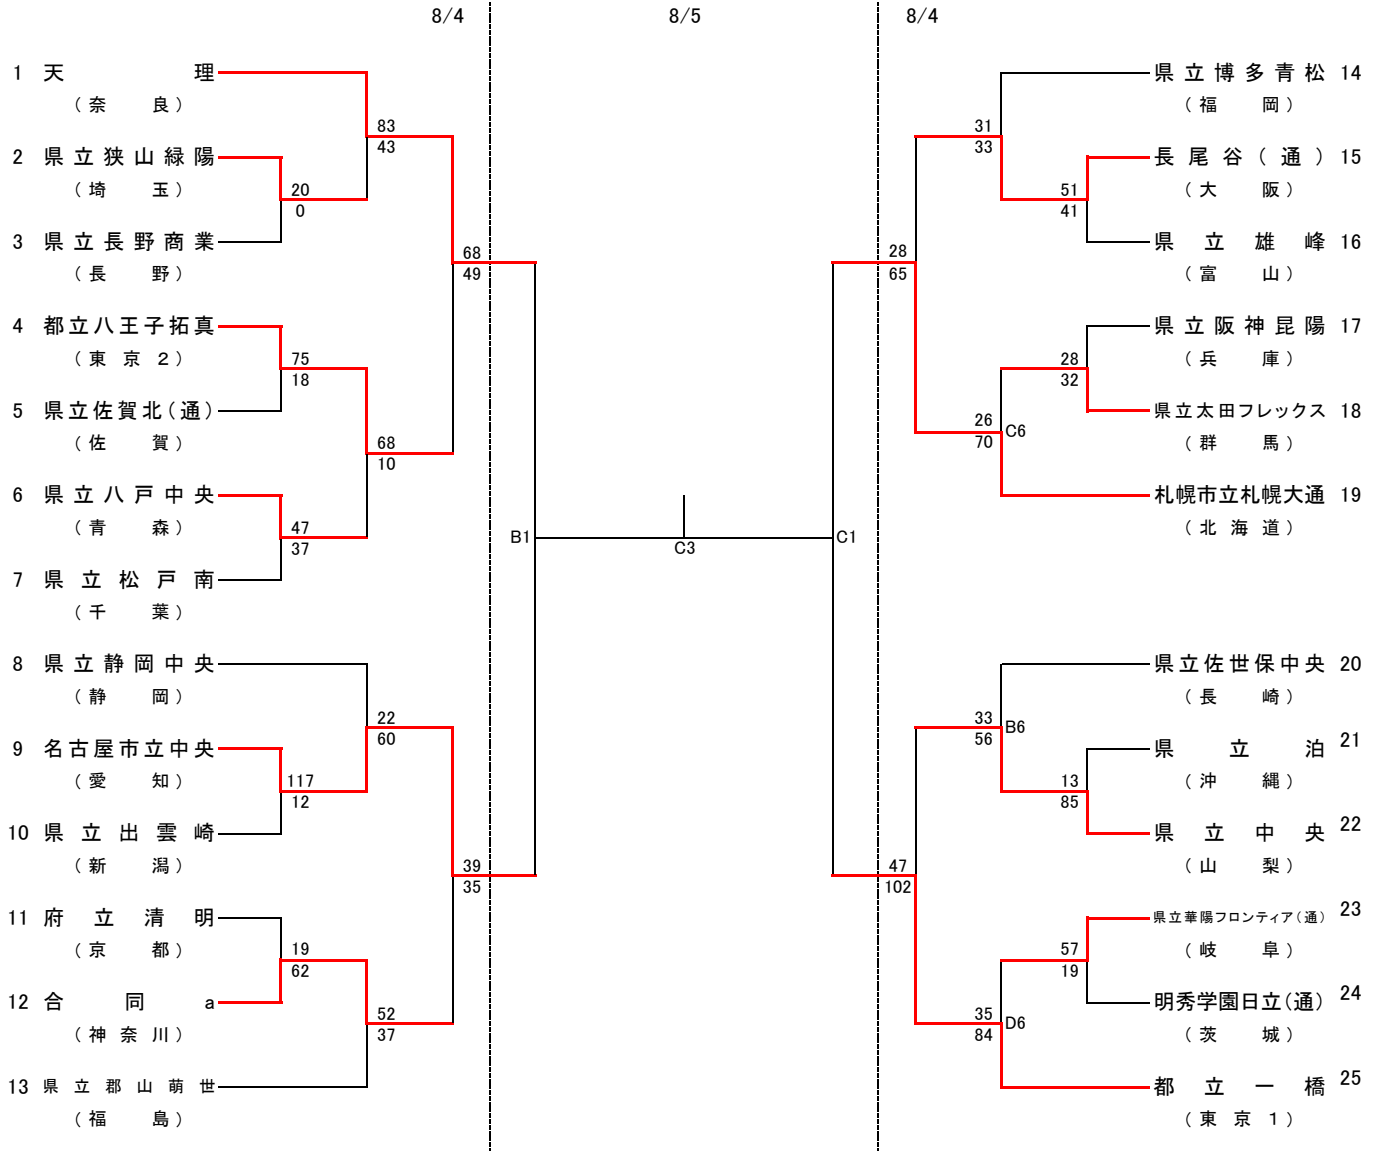 8/4 8/5 8/4
1 天理
(奈良)
83
43
2 県立狭山緑陽
(埼玉)
20
0
3 県立長野商業
(長野)
68
49
4 都立八王子拓真
(東京2)
75
18
5 県立佐賀北(通)
(佐賀)
68
10
6 県立八戸中央
(青森)
47
37
7 県立松戸南
(千葉)
8 県立静岡中央
(静岡)
22
60
9 名古屋市立中央
(愛知)
117
12
10 県立出雲崎
(新潟)
39
35
11 府立清明
(京都)
19
62
12 合同a
(神奈川)
52
37
13 県立郡山萌世
(福島)
B1
C3
C1
県立博多青松 14
(福岡)
31
33
長尾谷(通) 15
(大阪)
51
41
県立雄峰 16
(富山)
28
65
県立阪神昆陽 17
(兵庫)
28
32
県立太田フレックス 18
(群馬)
26
70
C6
札幌市立札幌大通 19
(北海道)
県立佐世保中央 20
(長崎)
33
56
B6
県立泊 21
(沖縄)
13
85
県立中央 22
(山梨)
47
102
県立華陽フロンティア(通) 23
(岐阜)
57
19
明秀学園日立(通) 24
(茨城)
35
84
D6
都立一橋 25
(東京1)